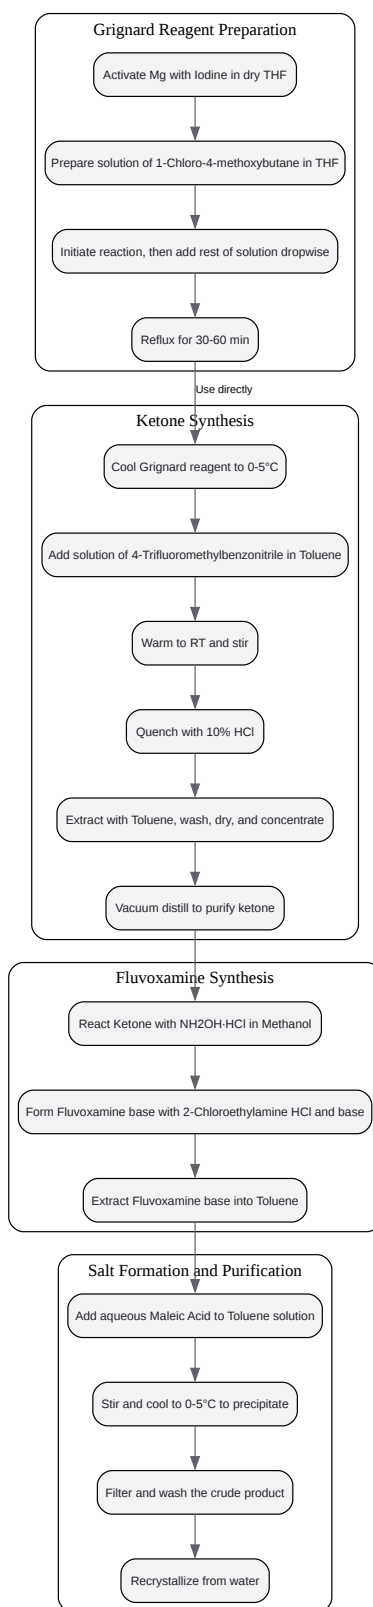 Grignard Reagent Preparation
Activate Mg with Iodine in dry THF
Prepare solution of 1-Chloro-4-methoxybutane in THF
Initiate reaction, then add rest of solution dropwise
Reflux for 30-60 min
Use directly
Ketone Synthesis
Cool Grignard reagent to 0-5°C
Add solution of 4-Trifluoromethylbenzonitrile in Toluene
Warm to RT and stir
Quench with 10% HCl
Extract with Toluene, wash, dry, and concentrate
Vacuum distill to purify ketone
Fluvoxamine Synthesis
React Ketone with NH2OH·HCl in Methanol
Form Fluvoxamine base with 2-Chloroethylamine HCl and base
Extract Fluvoxamine base into Toluene
Salt Formation and Purification
Add aqueous Maleic Acid to Toluene solution
Stir and cool to 0-5°C to precipitate
Filter and wash the crude product
Recrystallize from water